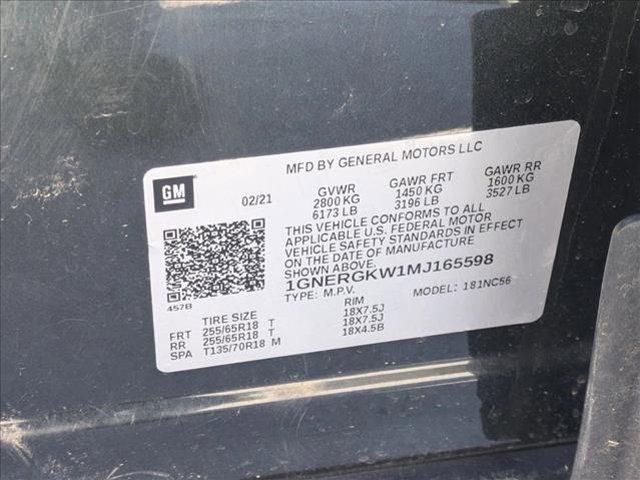 MFD BY GENERAL MOTORS LLC
GM
02/21
GVWR GAWR FRT GAWR RR
2800 KG 1450 KG 1600 KG
6173 LB 3196 LB 3527 LB
THIS VEHICLE CONFORMS TO ALL
APPLICABLE U.S. FEDERAL MOTOR
VEHICLE SAFETY STANDARDS IN EFFECT
ON THE DATE OF MANUFACTURE
SHOWN ABOVE.
1GNERGKW1MJ165598
TYPE: M.P.V. MODEL: 181NC56
457B
TIRE SIZE RIM
FRT 255/65R18 T 18X7.5J
RR 255/65R18 T 18X7.5J
SPA T135/70R18 M 18X4.5B